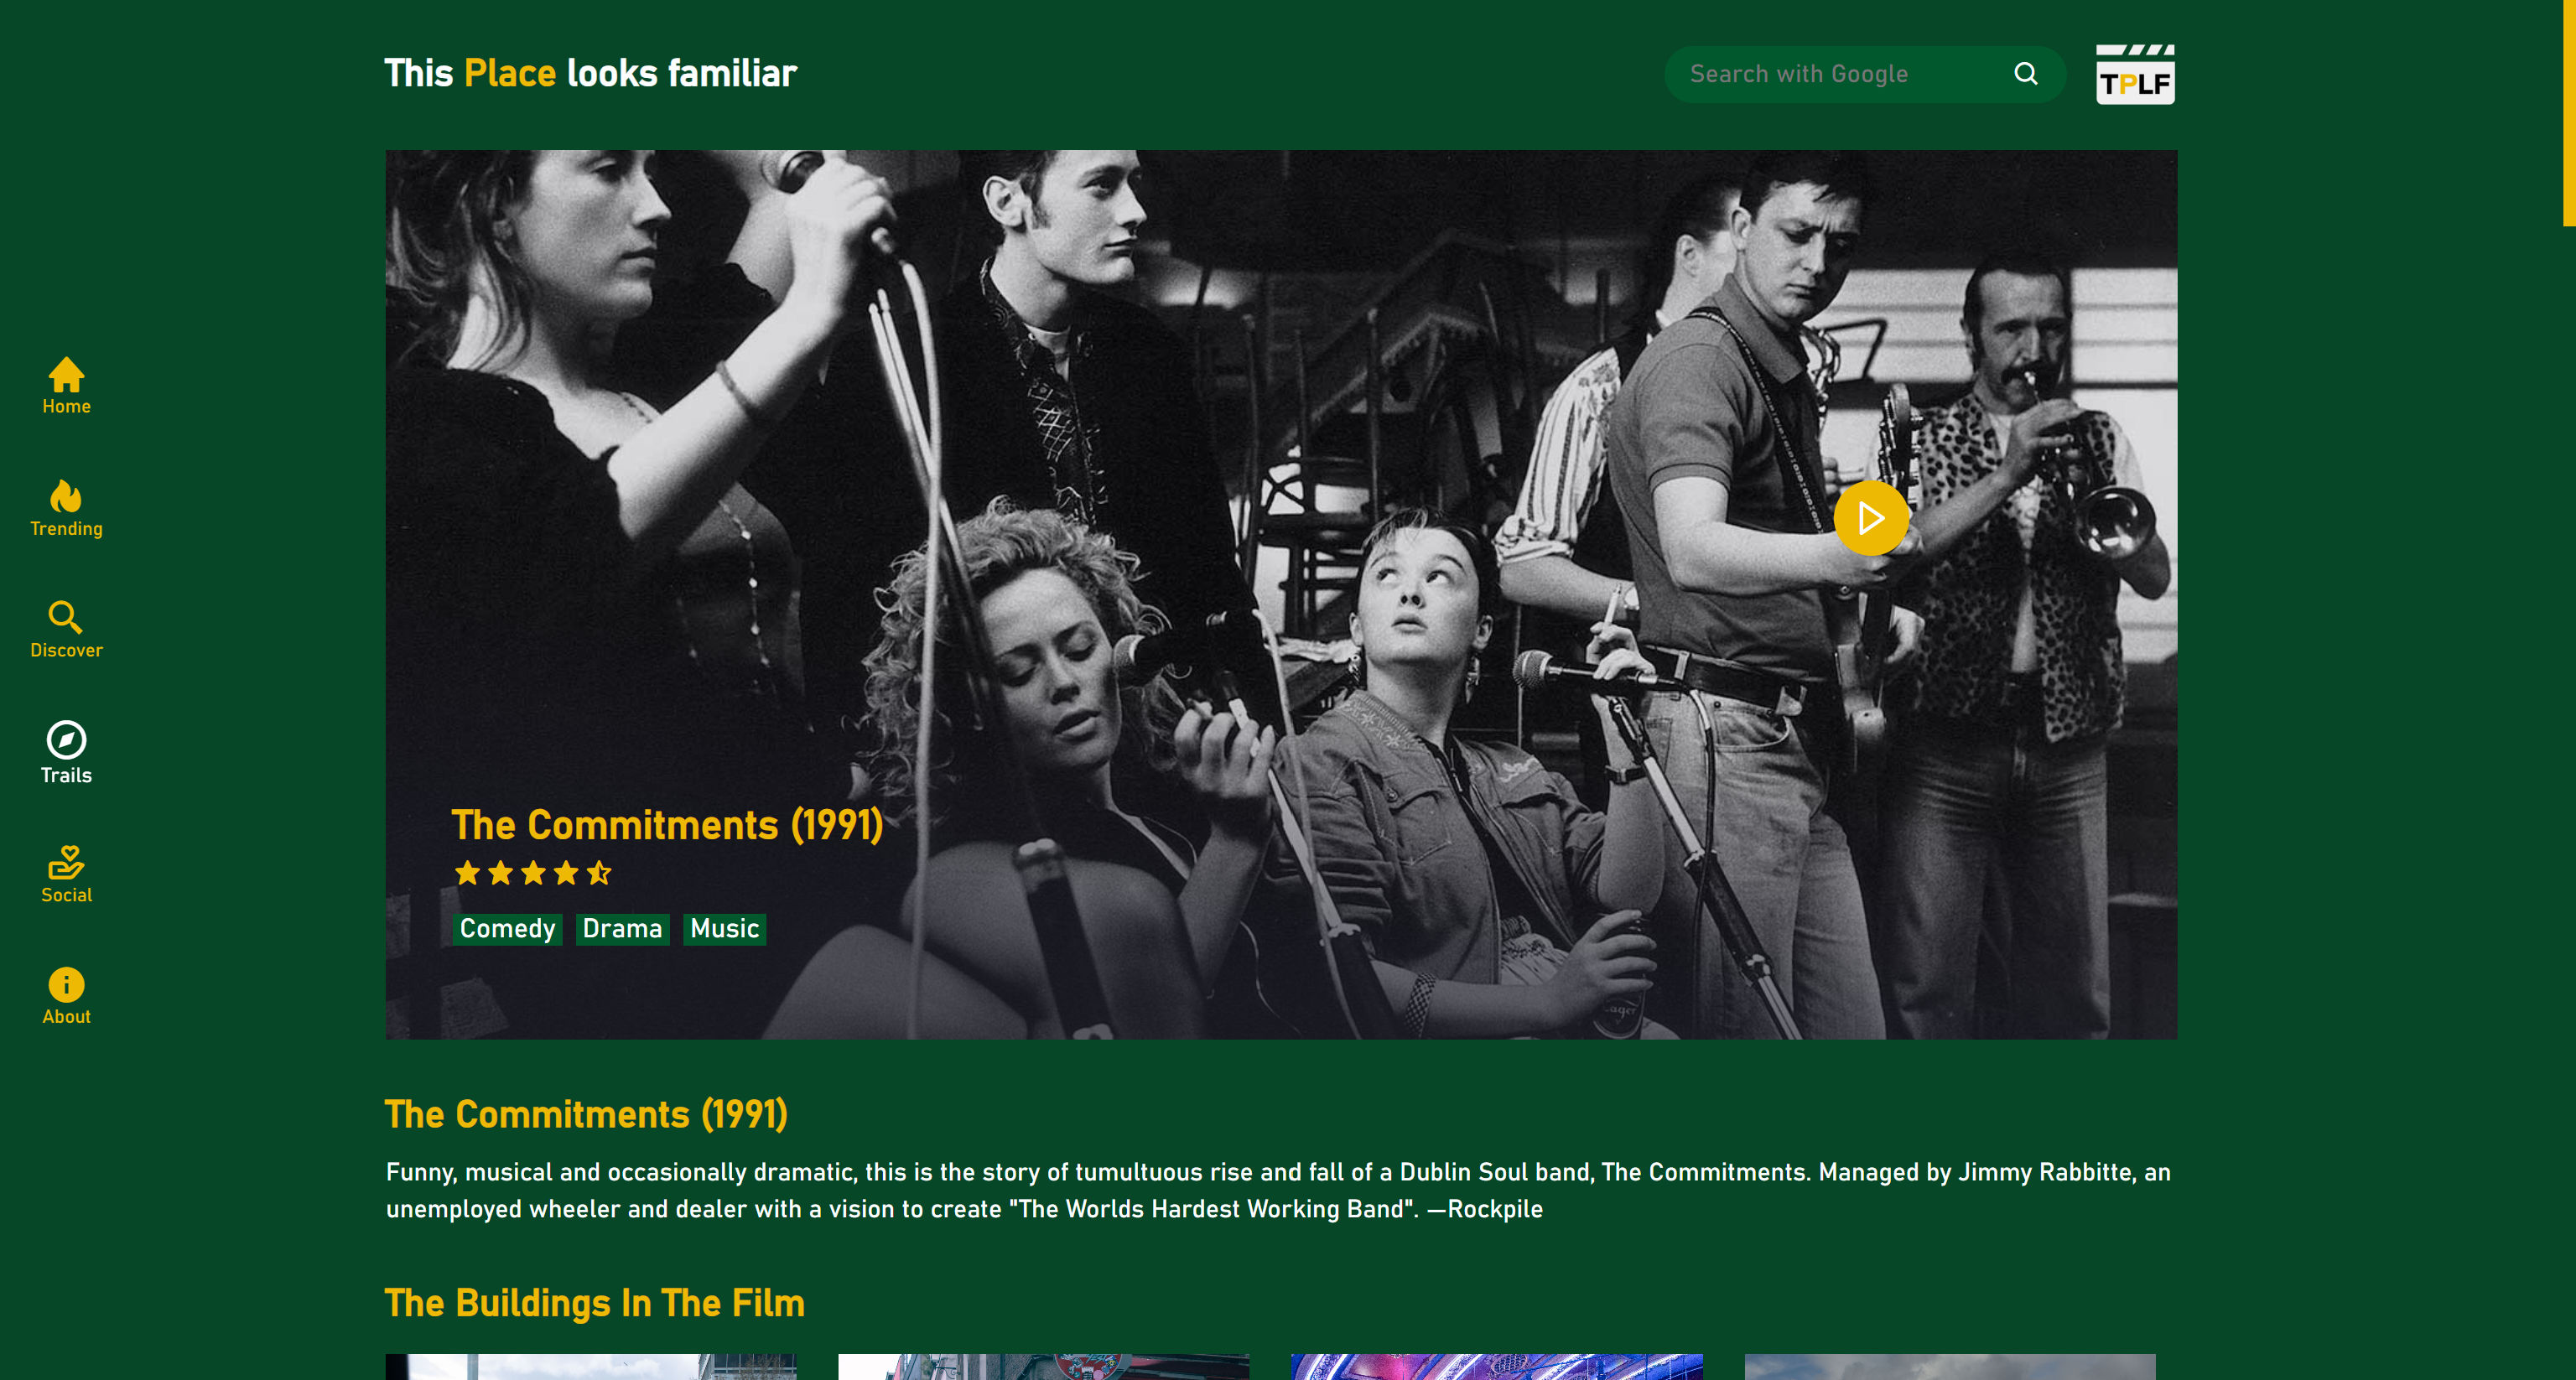 This Place looks familiar
Search with Google
TPLF
Home
Trending
Discover
Trails
Social
About
The Commitments (1991)
Comedy Drama Music
Lager
The Commitments (1991)
Funny, musical and occasionally dramatic, this is the story of tumultuous rise and fall of a Dublin Soul band, The Commitments. Managed by Jimmy Rabbitte, an
unemployed wheeler and dealer with a vision to create "The Worlds Hardest Working Band". —Rockpile
The Buildings In The Film